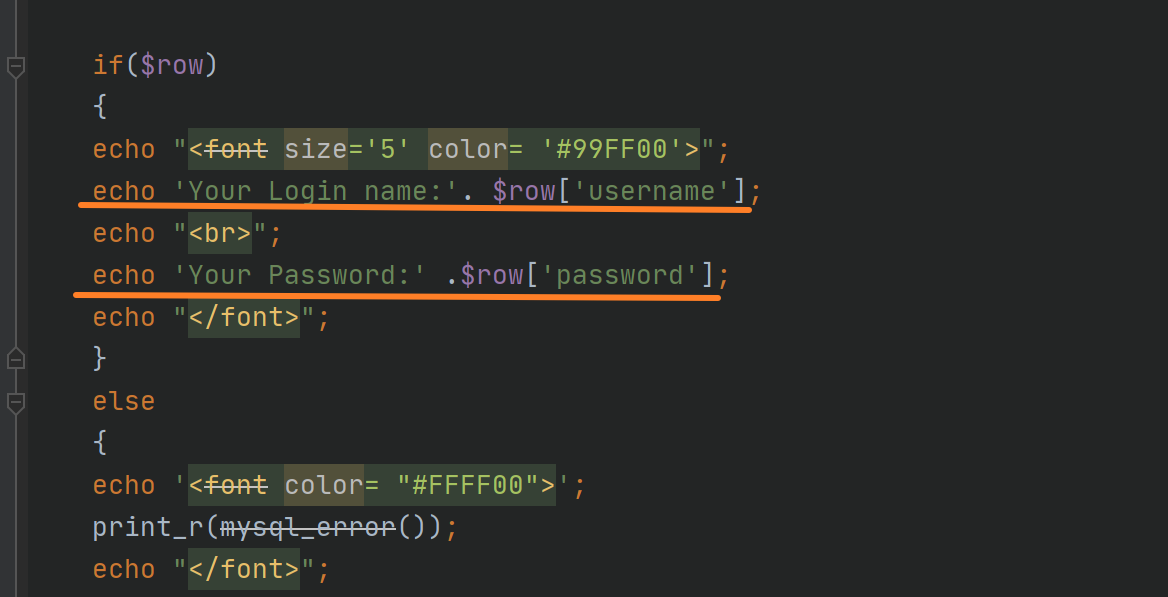 if($row)
{
echo "<font size='5' color= '#99FF00'>";
echo 'Your Login name:'. $row['username'];
echo "<br>";
echo 'Your Password:' .$row['password'];
echo "</font>";
}
else
{
echo '<font color= "#FFFF00">';
print_r(mysql_error());
echo "</font>";